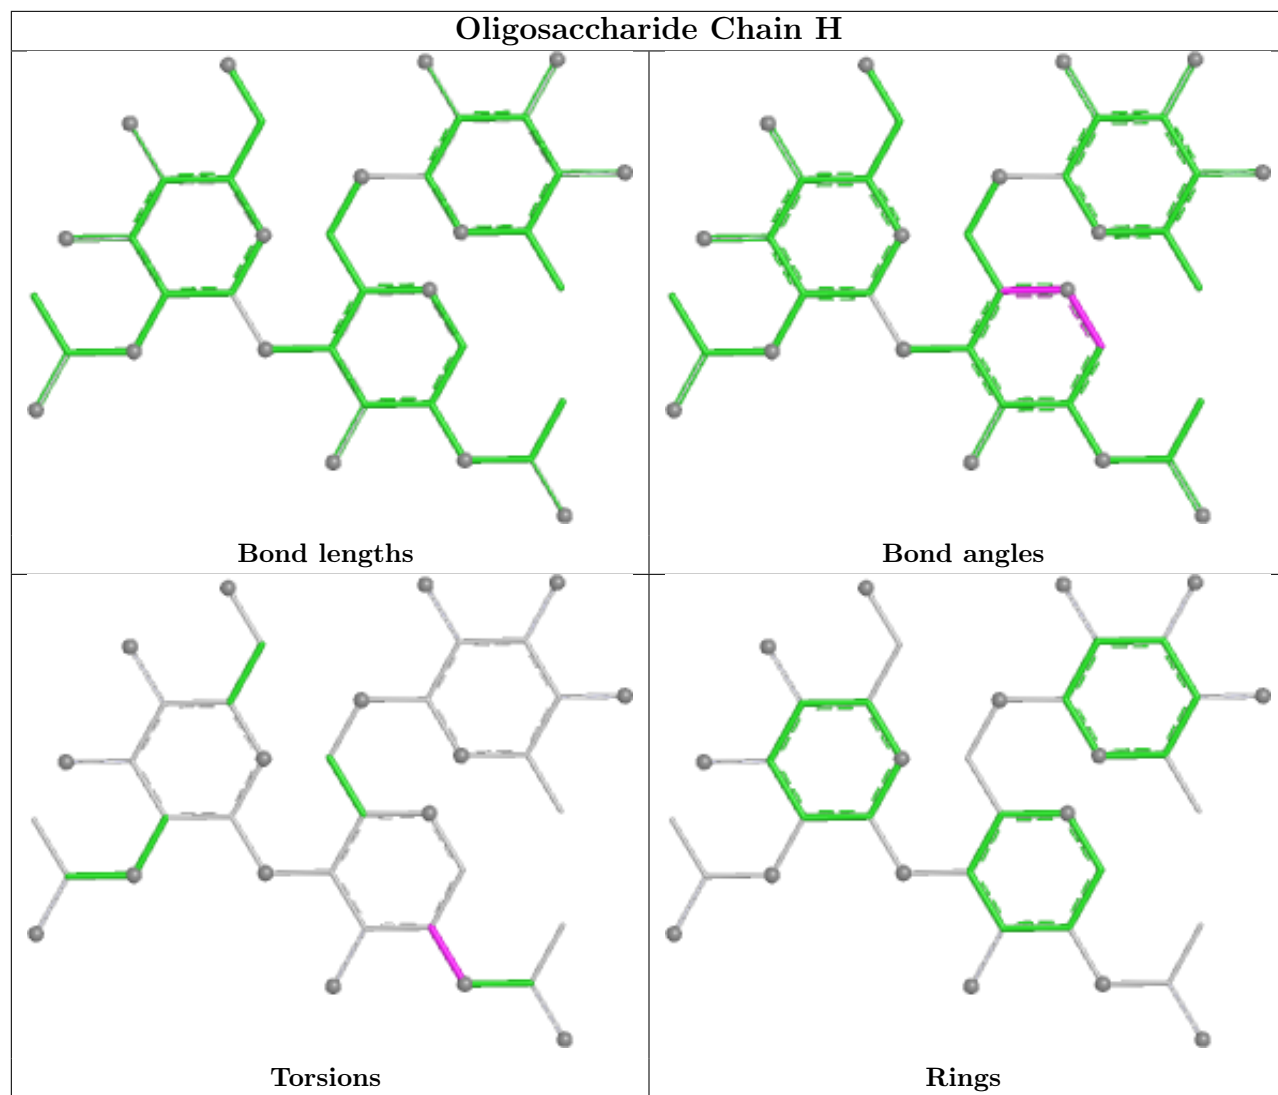 Oligosaccharide Chain H
Bond lengths
Bond angles
Torsions
Rings